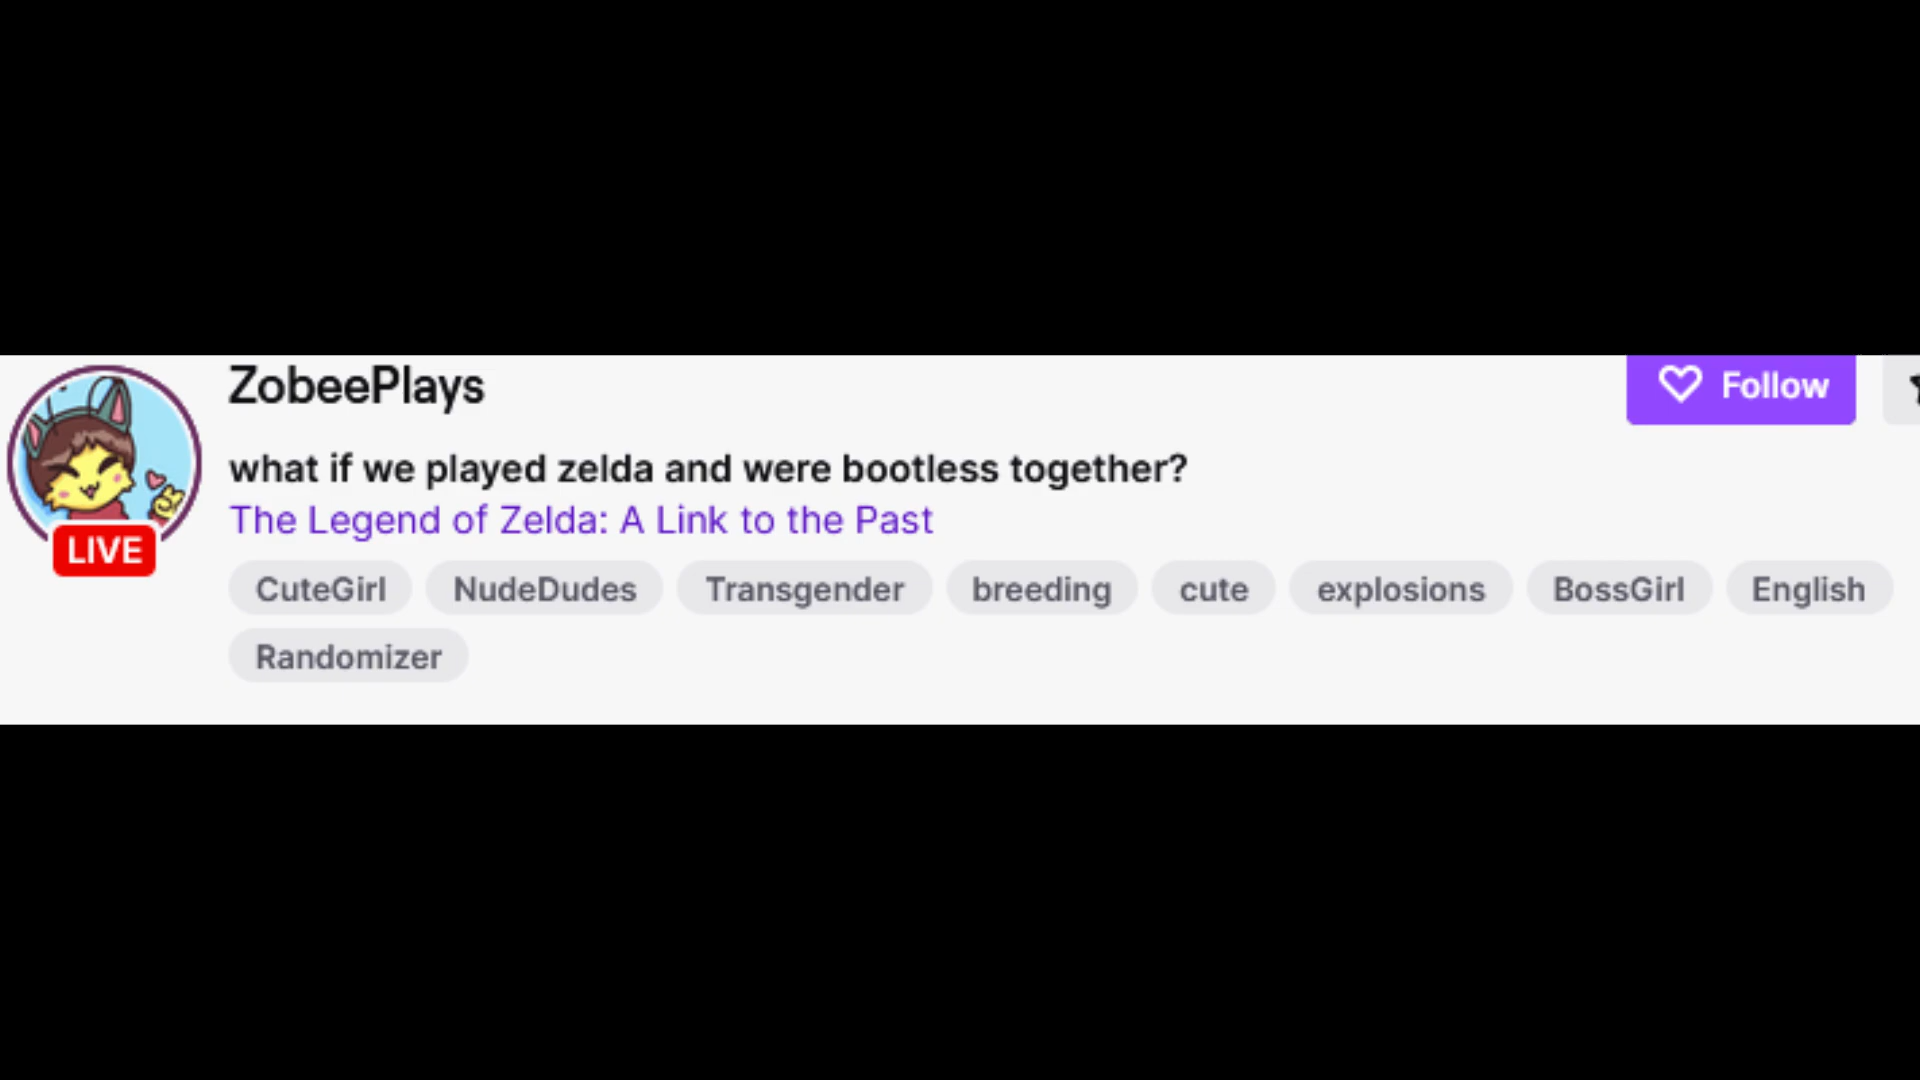 ZobeePlays
Follow
what if we played zelda and were bootless together?
The Legend of Zelda: A Link to the Past
LIVE
CuteGirl NudeDudes Transgender breeding cute explosions BossGirl English
Randomizer